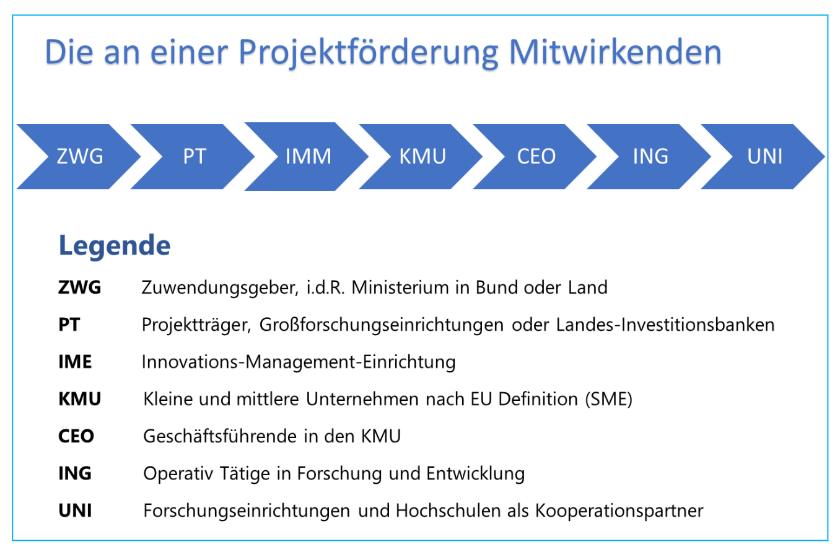 Die an einer Projektförderung Mitwirkenden
ZWG PT IMM KMU CEO ING UNI
Legende
ZWG Zuwendungsgeber, i.d.R. Ministerium in Bund oder Land
PT Projektträger, Großforschungseinrichtungen oder Landes-Investitionsbanken
IME Innovations-Management-Einrichtung
KMU Kleine und mittlere Unternehmen nach EU Definition (SME)
CEO Geschäftsführende in den KMU
ING Operativ Tätige in Forschung und Entwicklung
UNI Forschungseinrichtungen und Hochschulen als Kooperationspartner